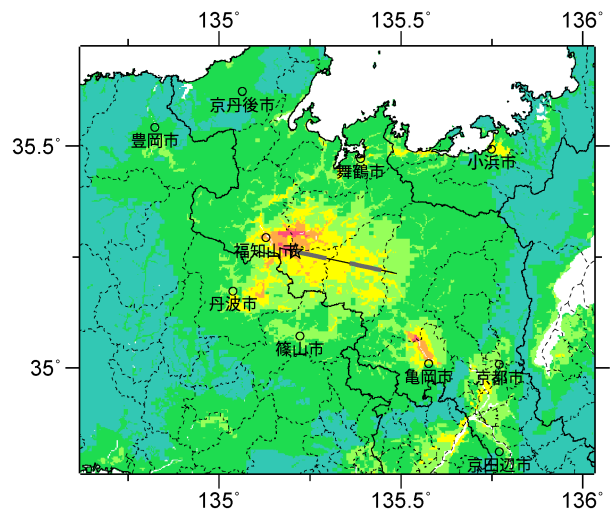 135° 135.5° 136°
京丹後市
豊岡市
35.5°
舞鶴市
小浜市
福知山市
丹波市
篠山市
35°
亀岡市
京都市
京田辺市
135° 135.5° 136°